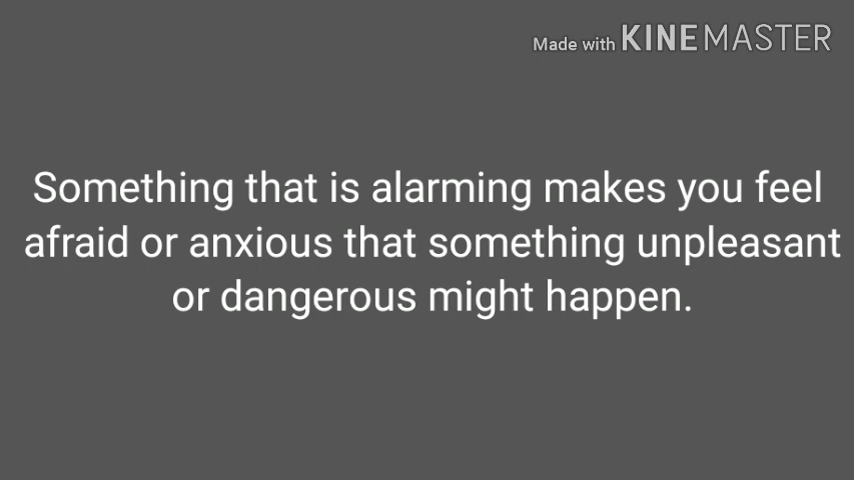 Made with KINEMASTER
Something that is alarming makes you feel
afraid or anxious that something unpleasant
or dangerous might happen.